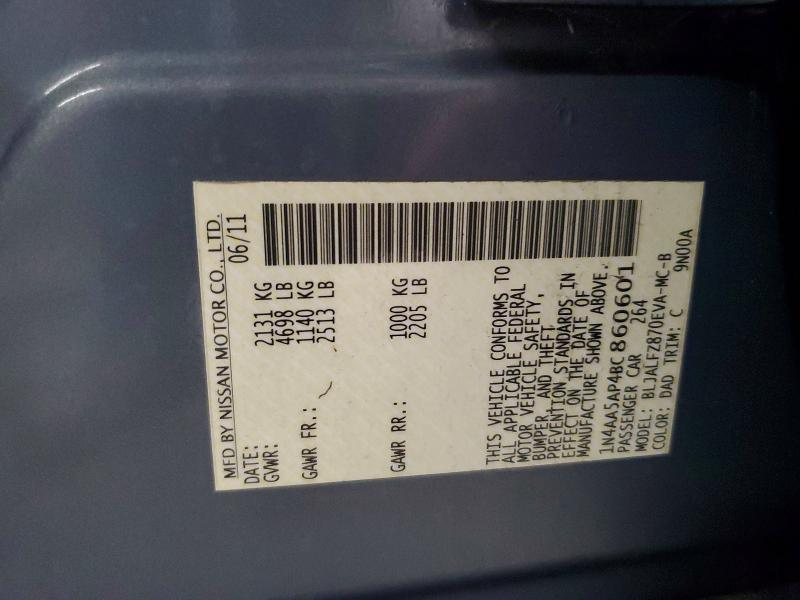 MFD BY NISSAN MOTOR CO., LTD.
DATE: 06/11
GVWR: 2131 KG
4698 LB
GAWR FR.: 1140 KG
2513 LB
GAWR RR.: 1000 KG
2205 LB
THIS VEHICLE CONFORMS TO
ALL APPLICABLE FEDERAL
MOTOR VEHICLE SAFETY,
BUMPER, AND THEFT
PREVENTION STANDARDS IN
EFFECT ON THE DATE OF
MANUFACTURE SHOWN ABOVE.
1N4AA5AP4BC860601
PASSENGER CAR 264
MODEL: BLJALFZ870EVA-MC-B
COLOR: DAD TRIM: C 9N00A